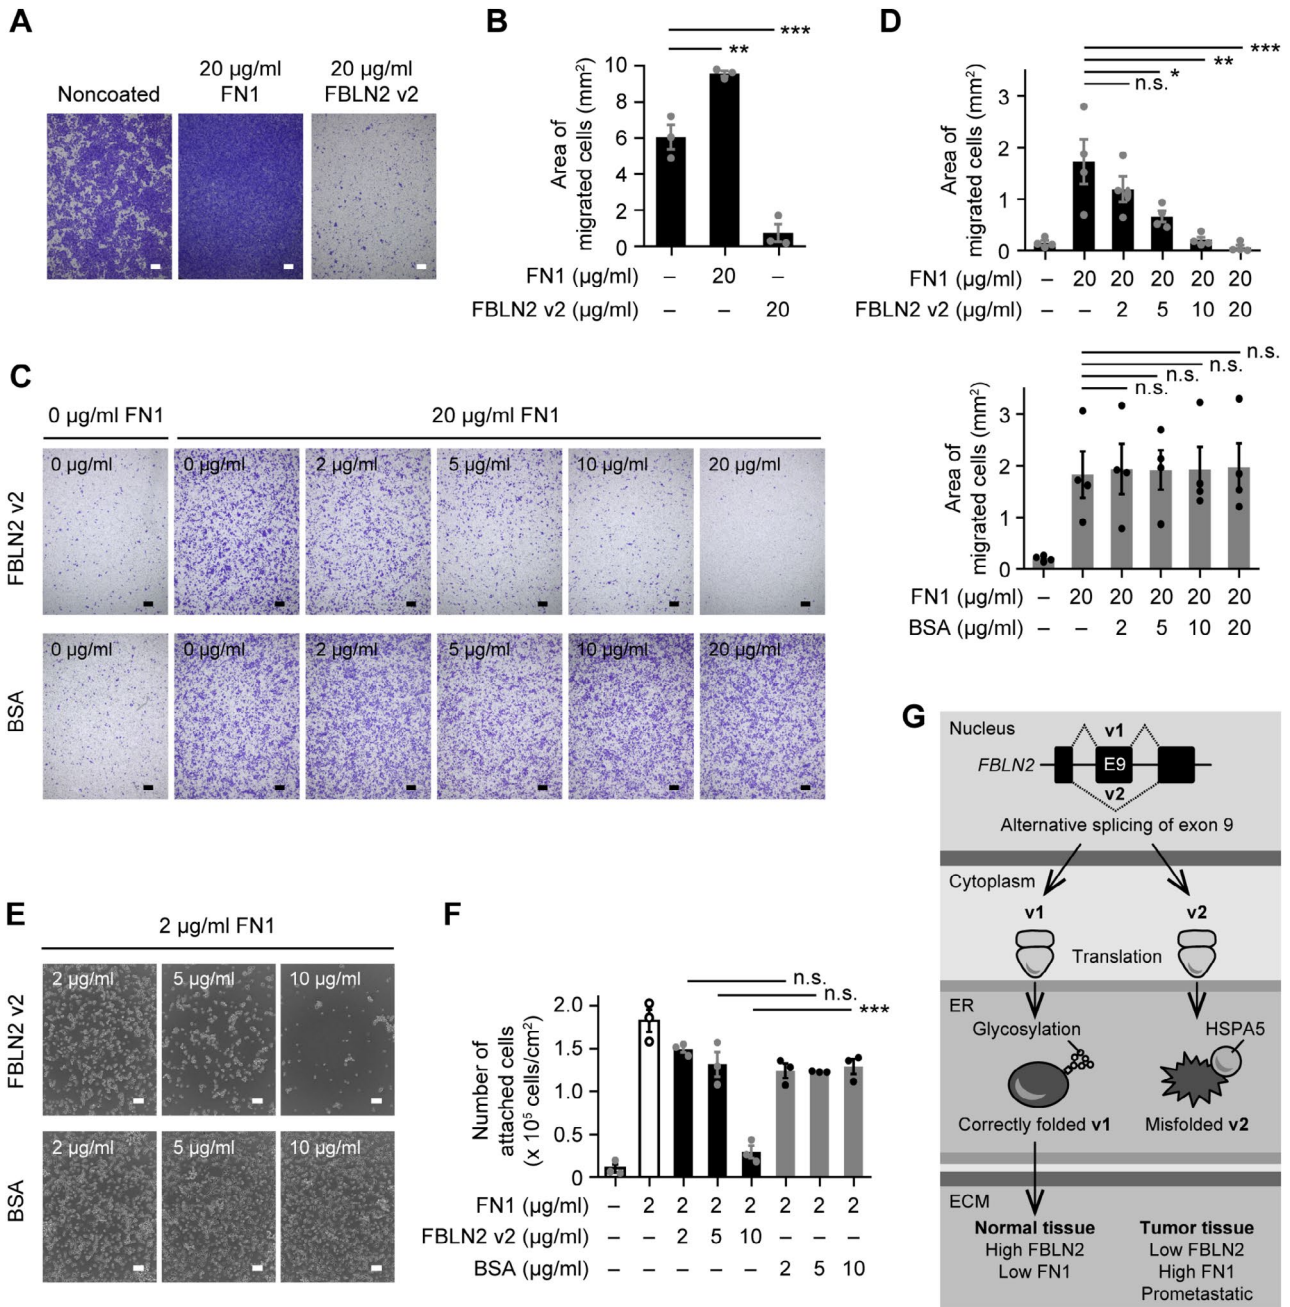 A
Noncoated
20 µg/ml
FN1
20 µg/ml
FBLN2 v2
B
***
**
Area of
migrated cells (mm²)
10
8
6
4
2
0
FN1 (µg/ml) – 20 –
FBLN2 v2 (µg/ml) – – 20
C
0 µg/ml FN1
20 µg/ml FN1
FBLN2 v2
0 µg/ml 0 µg/ml 2 µg/ml 5 µg/ml 10 µg/ml 20 µg/ml
BSA
0 µg/ml 0 µg/ml 2 µg/ml 5 µg/ml 10 µg/ml 20 µg/ml
D
***
**
*
n.s.
Area of
migrated cells (mm²)
3
2
1
0
FN1 (µg/ml) – 20 20 20 20 20
FBLN2 v2 (µg/ml) – – 2 5 10 20
n.s.
n.s.
n.s.
n.s.
Area of
migrated cells (mm²)
3
2
1
0
FN1 (µg/ml) – 20 20 20 20 20
BSA (µg/ml) – – 2 5 10 20
E
2 µg/ml FN1
FBLN2 v2
2 µg/ml 5 µg/ml 10 µg/ml
BSA
2 µg/ml 5 µg/ml 10 µg/ml
F
n.s.
n.s.
***
Number of
attached cells
(x 10⁵ cells/cm²)
2.0
1.5
1.0
0.5
0
FN1 (µg/ml) – 2 2 2 2 2 2 2
FBLN2 v2 (µg/ml) – – 2 5 10 – – –
BSA (µg/ml) – – – – – 2 5 10
G
Nucleus
v1
FBLN2
E9
v2
Alternative splicing of exon 9
Cytoplasm
v1 v2
Translation
ER
Glycosylation
HSPA5
Correctly folded v1
Misfolded v2
ECM
Normal tissue
High FBLN2
Low FN1
Tumor tissue
Low FBLN2
High FN1
Prometastatic